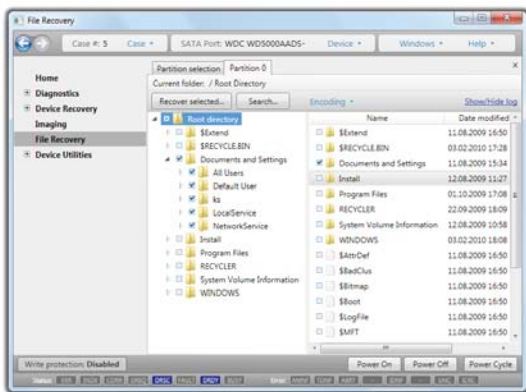 File Recovery
Case #: 5 Case SATA Port: WDC WD5000AADS- Device Windows Help
Home
Diagnostics
Device Recovery
Imaging
File Recovery
Device Utilities
Partition selection Partition 0
Current folder: / Root Directory
Recover selected... Search... Encoding Show/Hide log
Root directory
$Extend
$RECYCLE.BIN
Documents and Settings
All Users
Default User
ks
LocalService
NetworkService
Install
Program Files
RECYCLER
System Volume Information
WINDOWS
Name Date modified
$Extend 11.08.2009 16:50
$RECYCLE.BIN 03.02.2010 17:28
Documents and Settings 11.08.2009 15:34
Install 12.08.2009 11:27
Program Files 01.10.2009 17:08
RECYCLER 22.09.2009 18:09
System Volume Information 12.08.2009 10:58
WINDOWS 03.02.2010 18:08
$AttrDef 11.08.2009 16:50
$BadClus 11.08.2009 16:50
$Bitmap 11.08.2009 16:50
$Boot 11.08.2009 16:50
$LogFile 11.08.2009 16:50
$MFT 11.08.2009 16:50
Write protection: Disabled Power On Power Off Power Cycle
Status: DRSC DRDY Error: